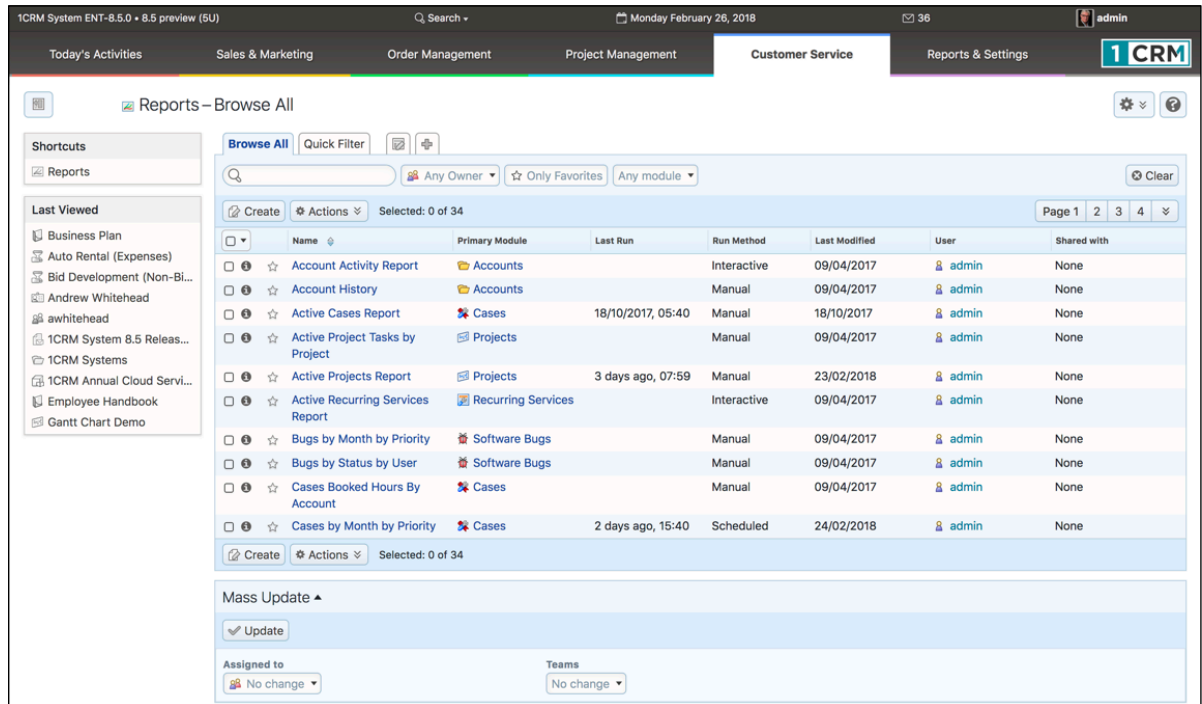 1CRM System ENT-8.5.0 • 8.5 preview (5U) Search Monday February 26, 2018 36 admin
Today's Activities Sales & Marketing Order Management Project Management Customer Service Reports & Settings 1 CRM
Reports – Browse All
Shortcuts
Reports
Last Viewed
Business Plan
Auto Rental (Expenses)
Bid Development (Non-Bi...
Andrew Whitehead
awhitehead
1CRM System 8.5 Releas...
1CRM Systems
1CRM Annual Cloud Servi...
Employee Handbook
Gantt Chart Demo
Browse All Quick Filter
Any Owner Only Favorites Any module Clear
Create Actions Selected: 0 of 34 Page 1 2 3 4
Name Primary Module Last Run Run Method Last Modified User Shared with
Account Activity Report Accounts Interactive 09/04/2017 admin None
Account History Accounts Manual 09/04/2017 admin None
Active Cases Report Cases 18/10/2017, 05:40 Manual 18/10/2017 admin None
Active Project Tasks by Projects Manual 09/04/2017 admin None
Project
Active Projects Report Projects 3 days ago, 07:59 Manual 23/02/2018 admin None
Active Recurring Services Recurring Services Interactive 09/04/2017 admin None
Report
Bugs by Month by Priority Software Bugs Manual 09/04/2017 admin None
Bugs by Status by User Software Bugs Manual 09/04/2017 admin None
Cases Booked Hours By Cases Manual 09/04/2017 admin None
Account
Cases by Month by Priority Cases 2 days ago, 15:40 Scheduled 24/02/2018 admin None
Create Actions Selected: 0 of 34
Mass Update
Update
Assigned to Teams
No change No change